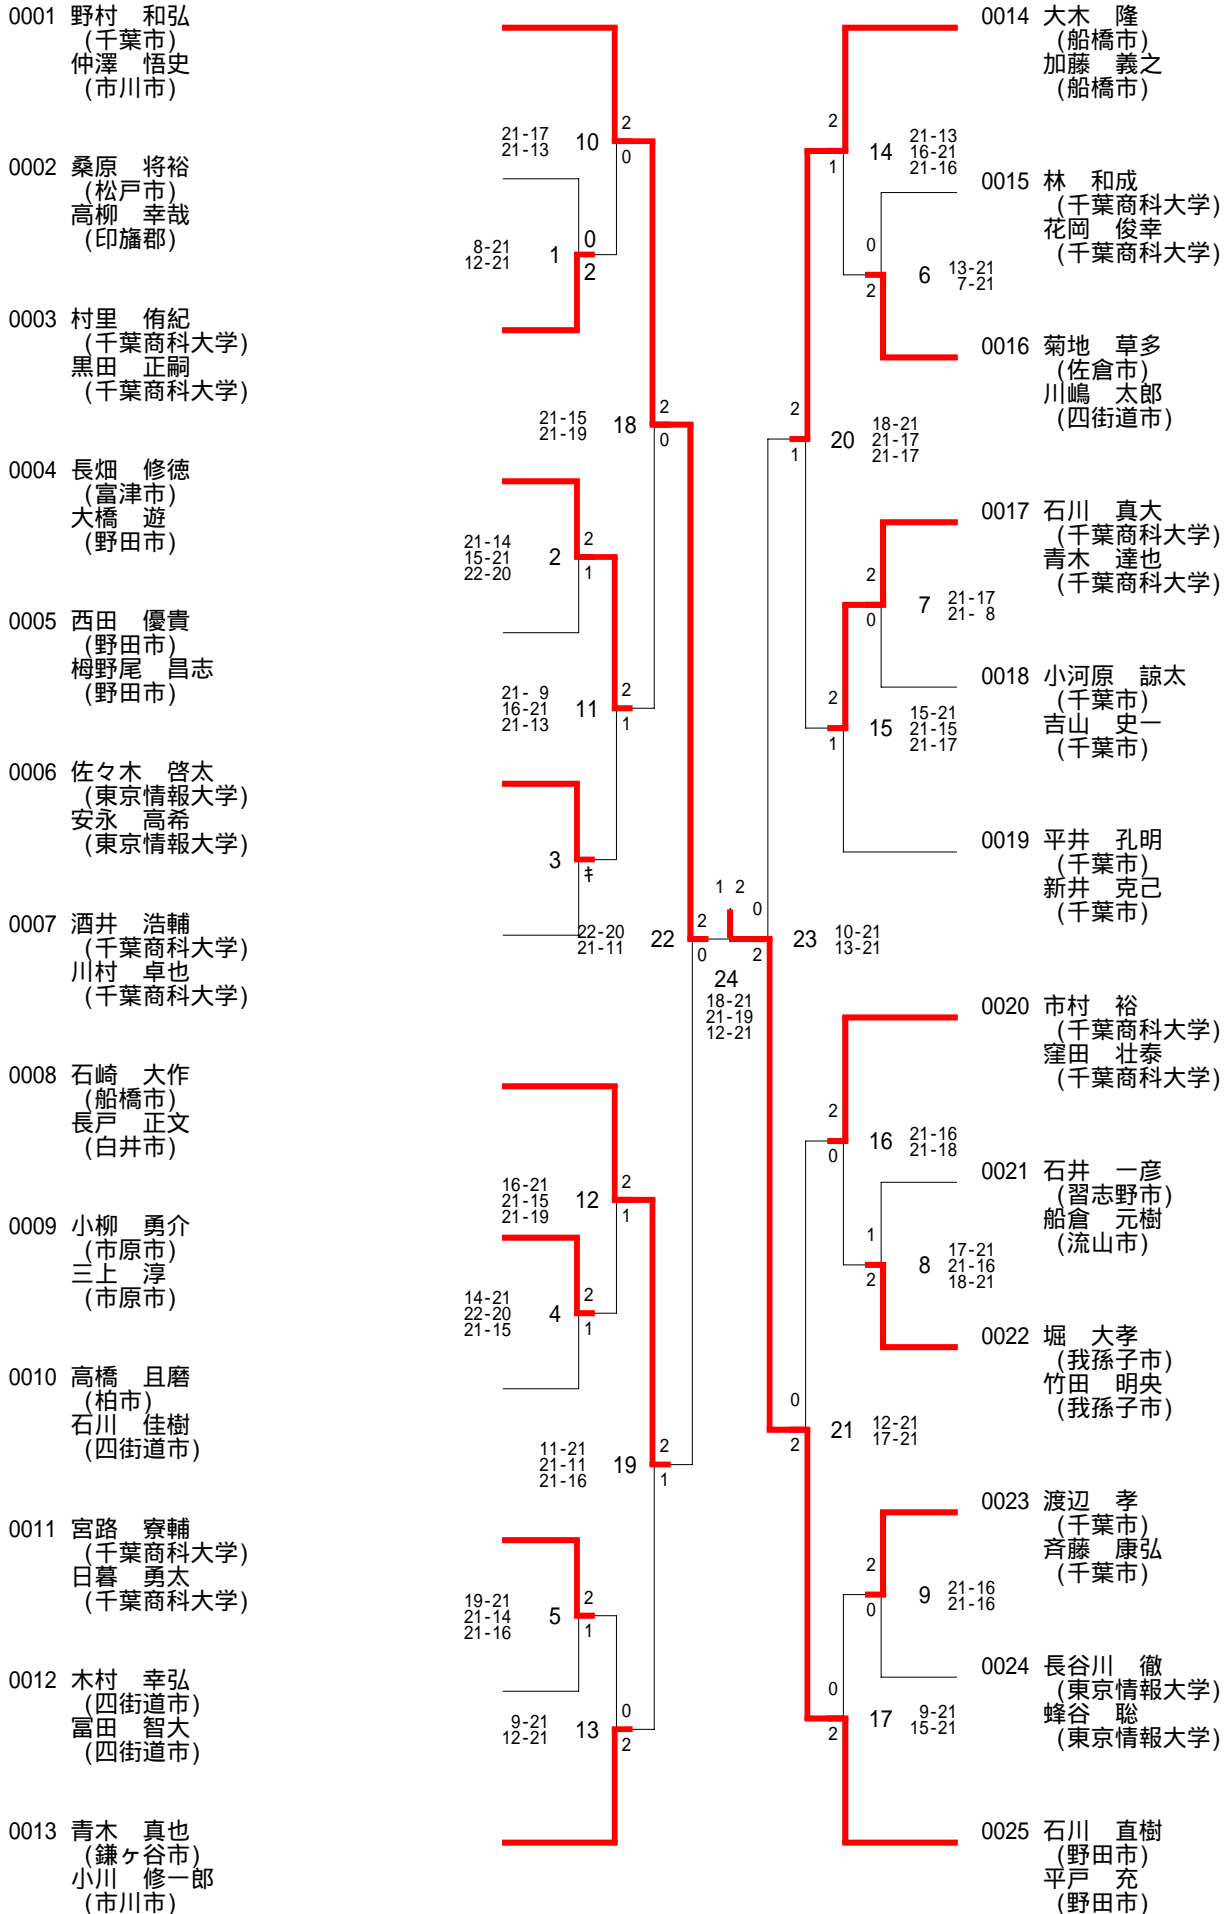 0001 野村　和弘
(千葉市)
仲澤　悟史
(市川市)
0002 桑原　将裕
(松戸市)
高柳　幸哉
(印旛郡)
0003 村里　侑紀
(千葉商科大学)
黒田　正嗣
(千葉商科大学)
0004 長畑　修徳
(富津市)
大橋　遊
(野田市)
0005 西田　優貴
(野田市)
栂野尾　昌志
(野田市)
0006 佐々木　啓太
(東京情報大学)
安永　高希
(東京情報大学)
0007 酒井　浩輔
(千葉商科大学)
川村　卓也
(千葉商科大学)
0008 石崎　大作
(船橋市)
長戸　正文
(白井市)
0009 小柳　勇介
(市原市)
三上　淳
(市原市)
0010 高橋　且磨
(柏市)
石川　佳樹
(四街道市)
0011 宮路　寮輔
(千葉商科大学)
日暮　勇太
(千葉商科大学)
0012 木村　幸弘
(四街道市)
冨田　智大
(四街道市)
0013 青木　真也
(鎌ヶ谷市)
小川　修一郎
(市川市)
21-17
21-13
10
2
0
8-21
12-21
1
0
2
21-15
21-19
18
2
0
21-14
15-21
22-20
2
2
1
21- 9
16-21
21-13
11
2
1
3
キ
22-20
21-11
22
2
0
16-21
21-15
21-19
12
2
1
14-21
22-20
21-15
4
2
1
11-21
21-11
21-16
19
2
1
19-21
21-14
21-16
5
2
1
9-21
12-21
13
0
2
1 2
24
18-21
21-19
12-21
0
2
23
10-21
13-21
2
1
14
21-13
16-21
21-16
0
2
6
13-21
7-21
2
1
20
18-21
21-17
21-17
2
0
7
21-17
21- 8
2
1
15
15-21
21-15
21-17
2
0
16
21-16
21-18
1
2
8
17-21
21-16
18-21
0
2
21
12-21
17-21
2
0
9
21-16
21-16
0
2
17
9-21
15-21
0014 大木　隆
(船橋市)
加藤　義之
(船橋市)
0015 林　和成
(千葉商科大学)
花岡　俊幸
(千葉商科大学)
0016 菊地　草多
(佐倉市)
川嶋　太郎
(四街道市)
0017 石川　真大
(千葉商科大学)
青木　達也
(千葉商科大学)
0018 小河原　諒太
(千葉市)
吉山　史一
(千葉市)
0019 平井　孔明
(千葉市)
新井　克己
(千葉市)
0020 市村　裕
(千葉商科大学)
窪田　壮泰
(千葉商科大学)
0021 石井　一彦
(習志野市)
船倉　元樹
(流山市)
0022 堀　大孝
(我孫子市)
竹田　明央
(我孫子市)
0023 渡辺　孝
(千葉市)
斉藤　康弘
(千葉市)
0024 長谷川　徹
(東京情報大学)
蜂谷　聡
(東京情報大学)
0025 石川　直樹
(野田市)
平戸　充
(野田市)